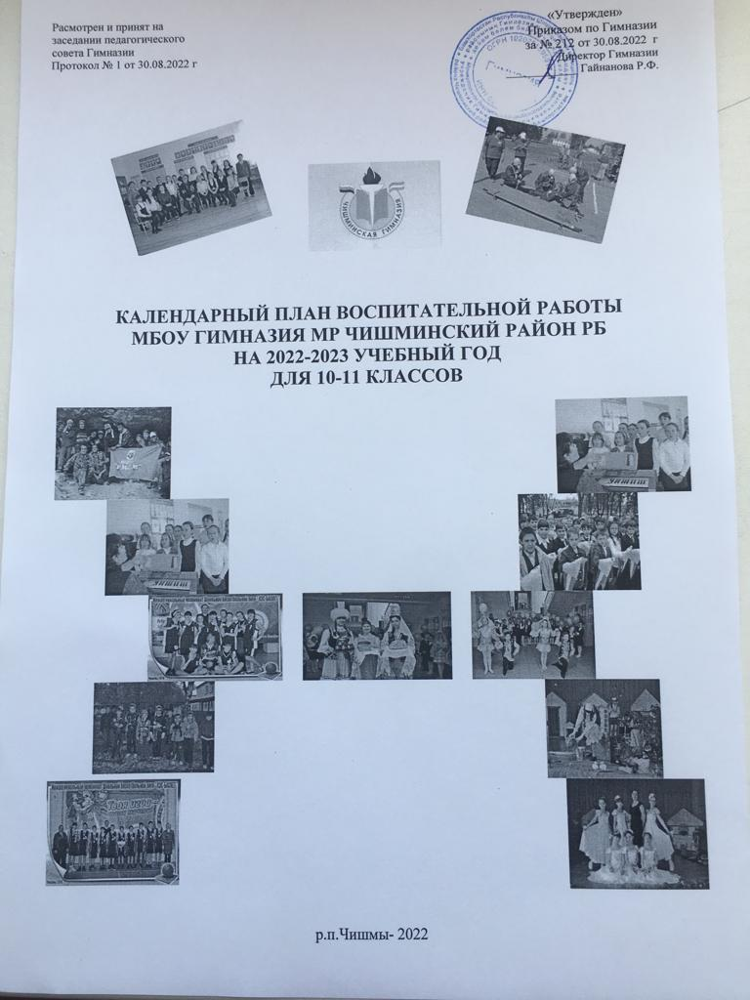 Расмотрен и принят на
заседании педагогического
совета Гимназии
Протокол № 1 от 30.08.2022 г
«Утвержден»
Приказом по Гимназии
за № 212 от 30.08.2022 г
Директор Гимназии
Гайнанова Р.Ф.
ЧИШМИНСКАЯ ГИМНАЗИЯ
КАЛЕНДАРНЫЙ ПЛАН ВОСПИТАТЕЛЬНОЙ РАБОТЫ
МБОУ ГИМНАЗИЯ МР ЧИШМИНСКИЙ РАЙОН РБ
НА 2022-2023 УЧЕБНЫЙ ГОД
ДЛЯ 10-11 КЛАССОВ
р.п.Чишмы- 2022